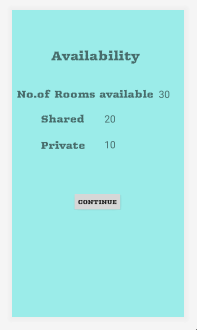 Availability
No.of Rooms available 30
Shared 20
Private 10
CONTINUE